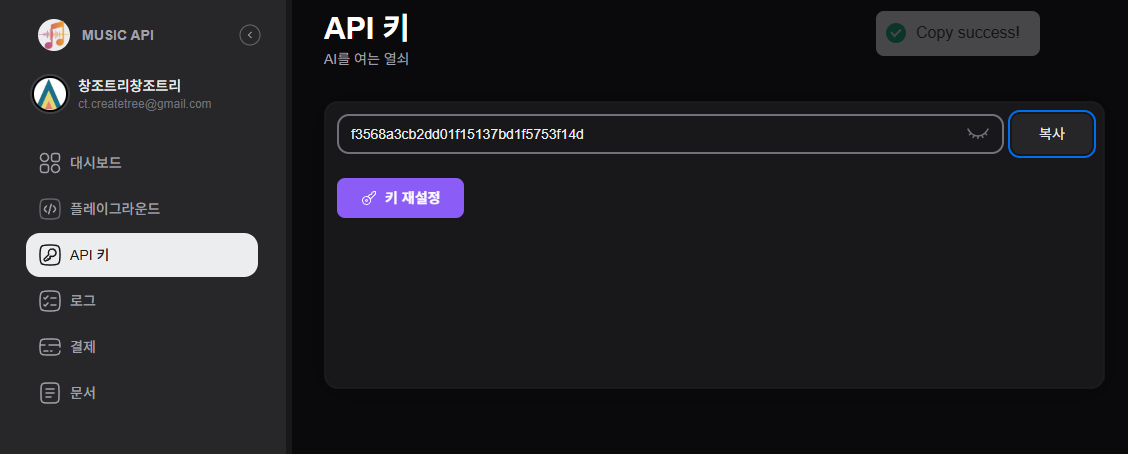 MUSIC API
창조트리창조트리
ct.createtree@gmail.com
대시보드
플레이그라운드
API 키
로그
결제
문서
API 키
AI를 여는 열쇠
Copy success!
f3568a3cb2dd01f15137bd1f5753f14d
복사
키 재설정